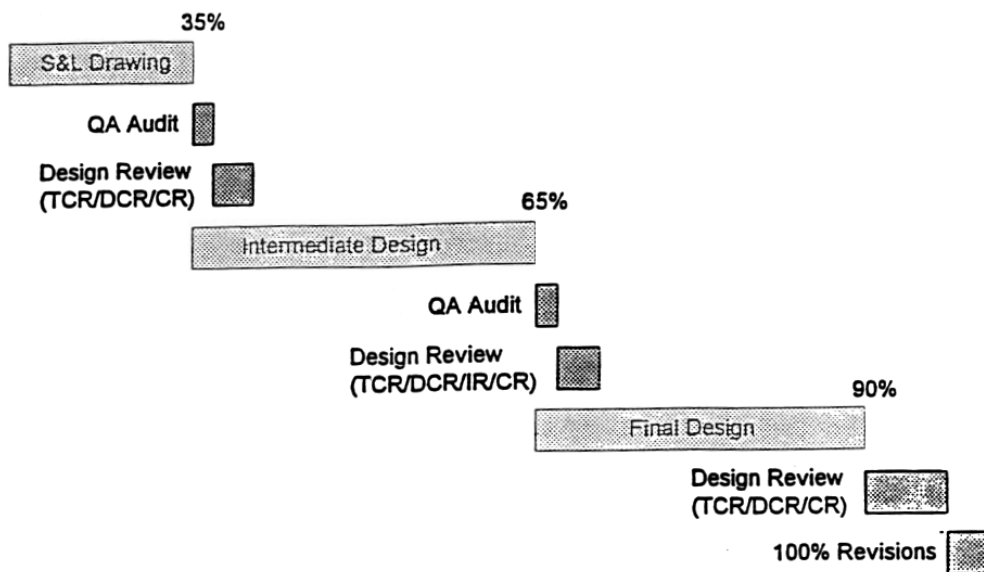 35%
S&L Drawing
QA Audit
Design Review
(TCR/DCR/CR)
65%
Intermediate Design
QA Audit
Design Review
(TCR/DCR/IR/CR)
90%
Final Design
Design Review
(TCR/DCR/CR)
100% Revisions